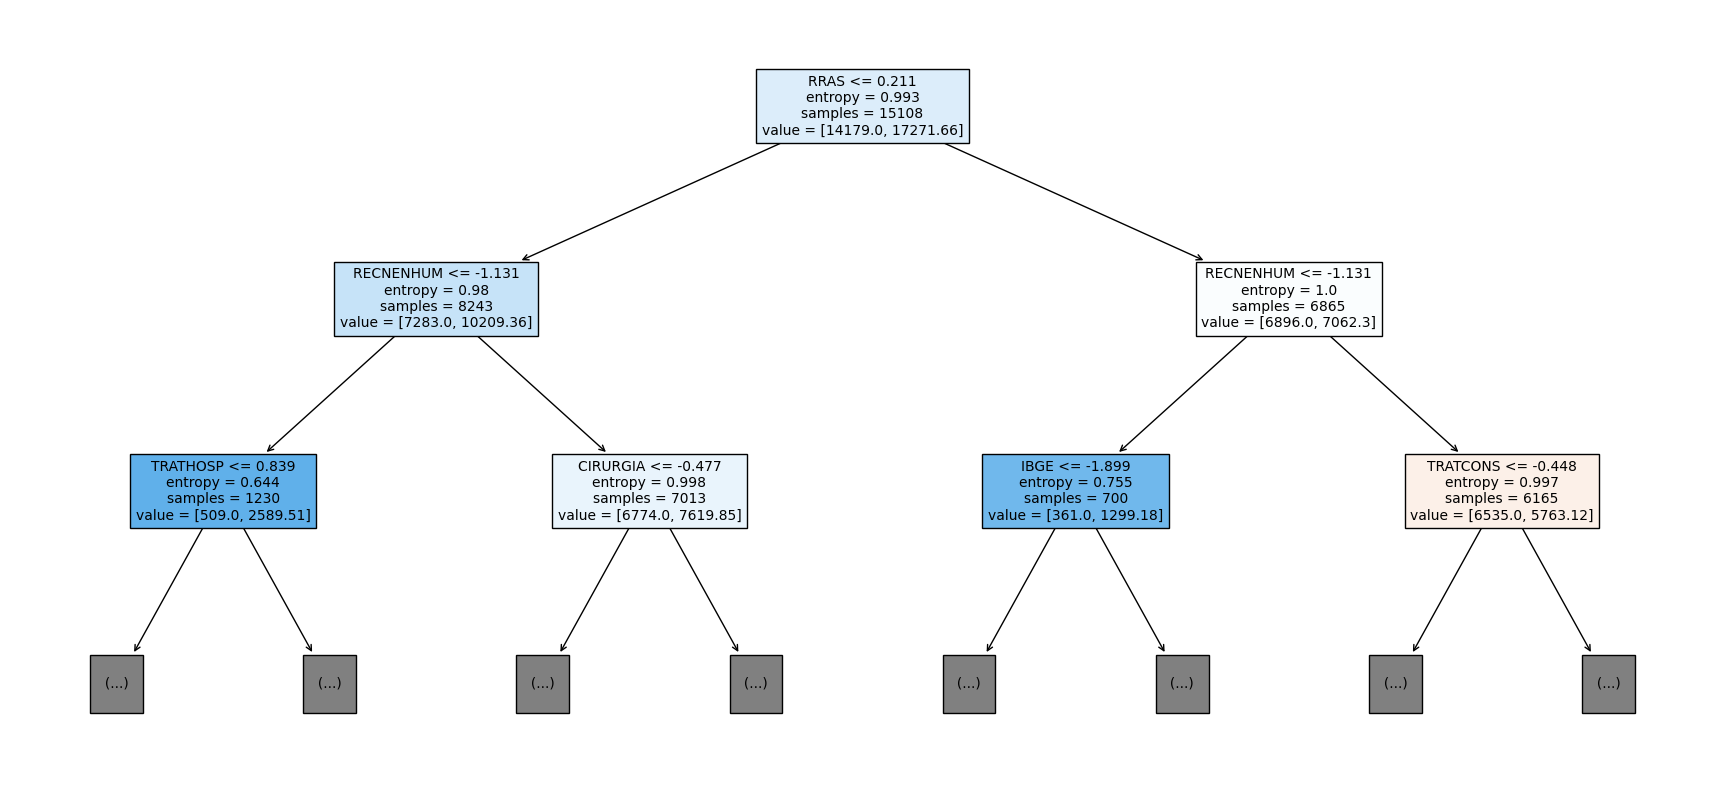 RRAS <= 0.211
entropy = 0.993
samples = 15108
value = [14179.0, 17271.66]
RECNENHUM <= -1.131
entropy = 0.98
samples = 8243
value = [7283.0, 10209.36]
RECNENHUM <= -1.131
entropy = 1.0
samples = 6865
value = [6896.0, 7062.3]
TRATHOSP <= 0.839
entropy = 0.644
samples = 1230
value = [509.0, 2589.51]
CIRURGIA <= -0.477
entropy = 0.998
samples = 7013
value = [6774.0, 7619.85]
IBGE <= -1.899
entropy = 0.755
samples = 700
value = [361.0, 1299.18]
TRATCONS <= -0.448
entropy = 0.997
samples = 6165
value = [6535.0, 5763.12]
(...)
(...)
(...)
(...)
(...)
(...)
(...)
(...)